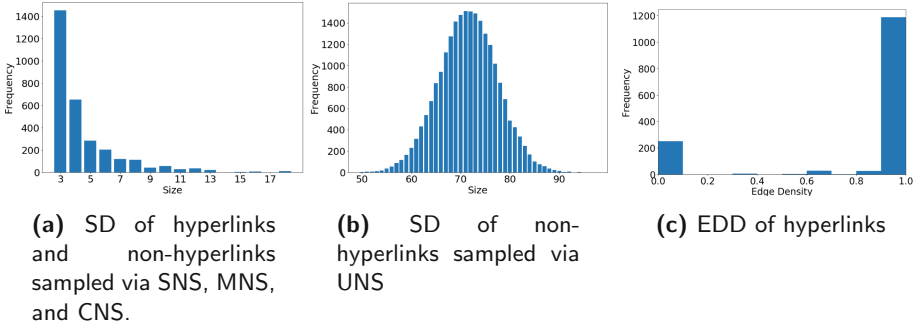 1400
1200
1000
800
600
400
200
0
Frequency
3 5 7 9 11 13 15 17
Size
1400
1200
1000
800
600
400
200
0
Frequency
50 60 70 80 90
Size
1200
1000
800
600
400
200
0
Frequency
0.0 0.2 0.4 0.6 0.8 1.0
Edge Density
(a) SD of hyperlinks
and non-hyperlinks
sampled via SNS, MNS,
and CNS.
(b) SD of non-
hyperlinks sampled via
UNS
(c) EDD of hyperlinks